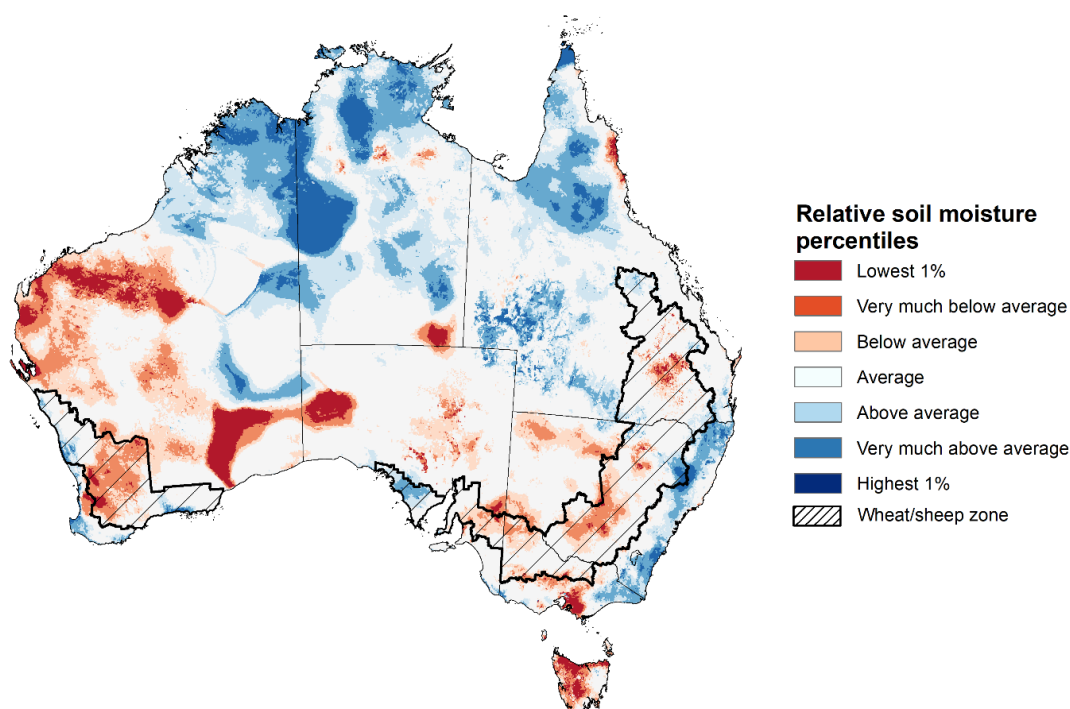 Relative soil moisture
percentiles
Lowest 1%
Very much below average
Below average
Average
Above average
Very much above average
Highest 1%
Wheat/sheep zone